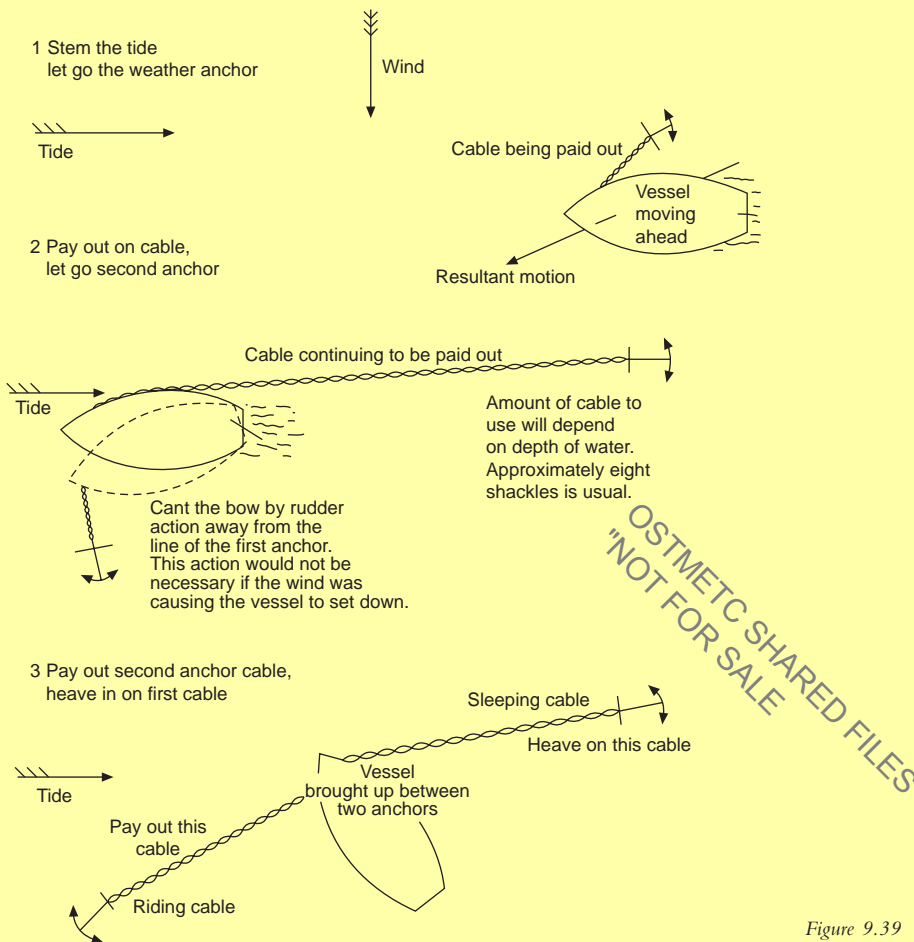 1 Stem the tide
let go the weather anchor
Wind
Tide
Cable being paid out
Vessel
moving
ahead
Resultant motion
2 Pay out on cable,
let go second anchor
Cable continuing to be paid out
Tide
Amount of cable to
use will depend
on depth of water.
Approximately eight
shackles is usual.
Cant the bow by rudder
action away from the
line of the first anchor.
This action would not be
necessary if the wind was
causing the vessel to set down.
OSTMETC SHARED FILES
"NOT FOR SALE
3 Pay out second anchor cable,
heave in on first cable
Sleeping cable
Heave on this cable
Tide
Vessel
brought up between
two anchors
Pay out this
cable
Riding cable
Figure 9.39